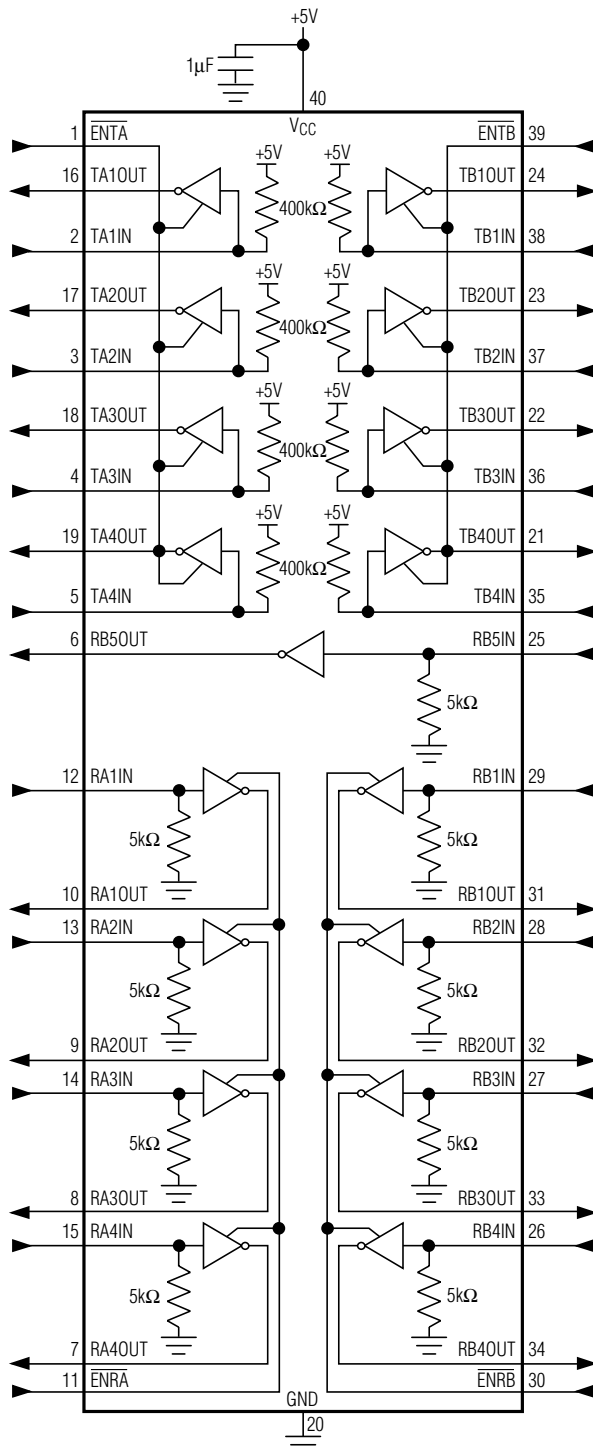 +5V
1µF
40
VCC
1 ENTA ENTB 39
16 TA1OUT +5V +5V TB1OUT 24
400kΩ
2 TA1IN TB1IN 38
17 TA2OUT +5V +5V TB2OUT 23
400kΩ
3 TA2IN TB2IN 37
18 TA3OUT +5V +5V TB3OUT 22
400kΩ
4 TA3IN TB3IN 36
19 TA4OUT +5V +5V TB4OUT 21
400kΩ
5 TA4IN TB4IN 35
6 RB5OUT RB5IN 25
5kΩ
12 RA1IN RB1IN 29
5kΩ 5kΩ
10 RA1OUT RB1OUT 31
13 RA2IN RB2IN 28
5kΩ 5kΩ
9 RA2OUT RB2OUT 32
14 RA3IN RB3IN 27
5kΩ 5kΩ
8 RA3OUT RB3OUT 33
15 RA4IN RB4IN 26
5kΩ 5kΩ
7 RA4OUT RB4OUT 34
11 ENRA ENRB 30
GND
20